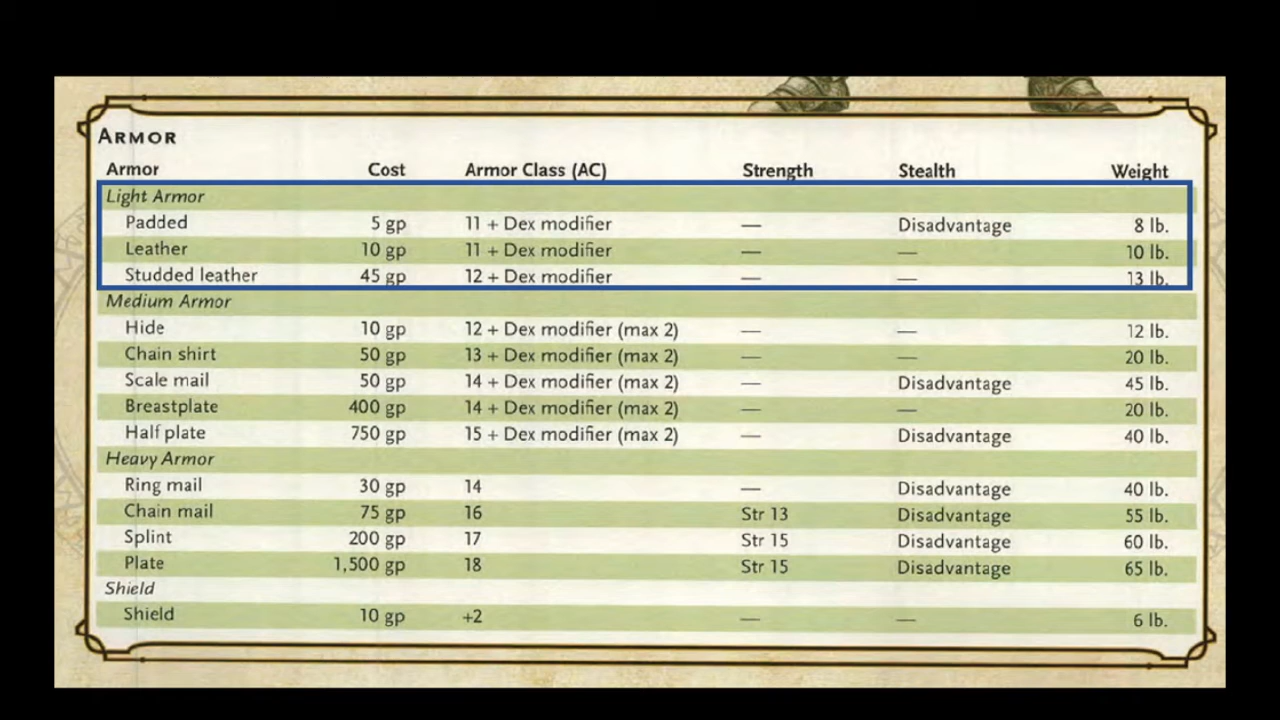 ARMOR
Armor Cost Armor Class (AC) Strength Stealth Weight
Light Armor
Padded 5 gp 11 + Dex modifier — Disadvantage 8 lb.
Leather 10 gp 11 + Dex modifier — — 10 lb.
Studded leather 45 gp 12 + Dex modifier — — 13 lb.
Medium Armor
Hide 10 gp 12 + Dex modifier (max 2) — — 12 lb.
Chain shirt 50 gp 13 + Dex modifier (max 2) — — 20 lb.
Scale mail 50 gp 14 + Dex modifier (max 2) — Disadvantage 45 lb.
Breastplate 400 gp 14 + Dex modifier (max 2) — — 20 lb.
Half plate 750 gp 15 + Dex modifier (max 2) — Disadvantage 40 lb.
Heavy Armor
Ring mail 30 gp 14 — Disadvantage 40 lb.
Chain mail 75 gp 16 Str 13 Disadvantage 55 lb.
Splint 200 gp 17 Str 15 Disadvantage 60 lb.
Plate 1,500 gp 18 Str 15 Disadvantage 65 lb.
Shield
Shield 10 gp +2 — — 6 lb.